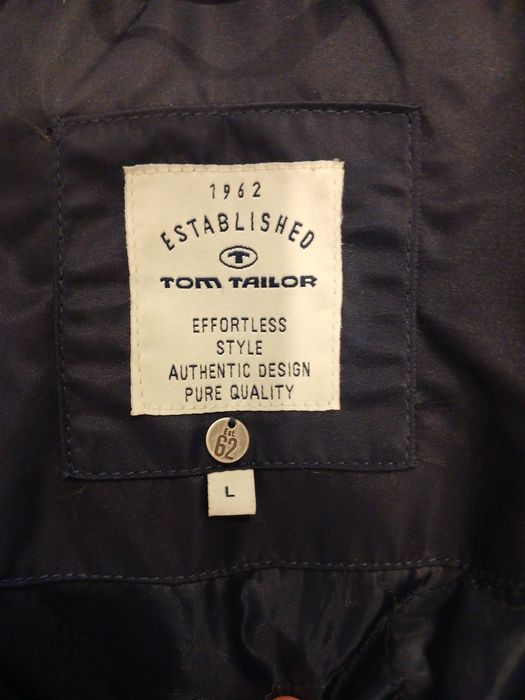 1962
ESTABLISHED
T
TOM TAILOR
EFFORTLESS
STYLE
AUTHENTIC DESIGN
PURE QUALITY
Est.
62
L